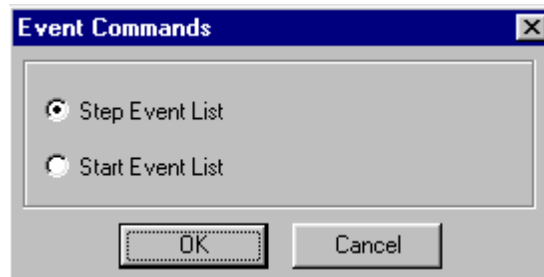 Event Commands
Step Event List
Start Event List
OK
Cancel